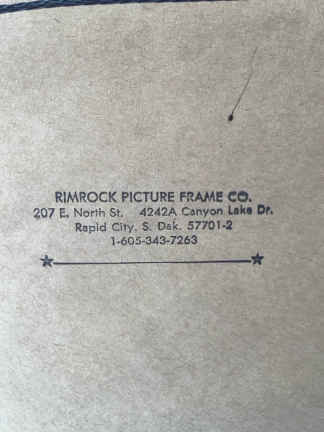 RIMROCK PICTURE FRAME CO.
207 E. North St. 4242A Canyon Lake Dr.
Rapid City, S. Dak. 57701-2
1-605-343-7263